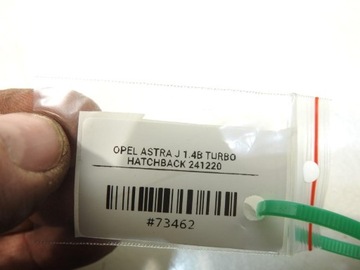 OPEL ASTRA J 1.4B TURBO
HATCHBACK 241220
#73462